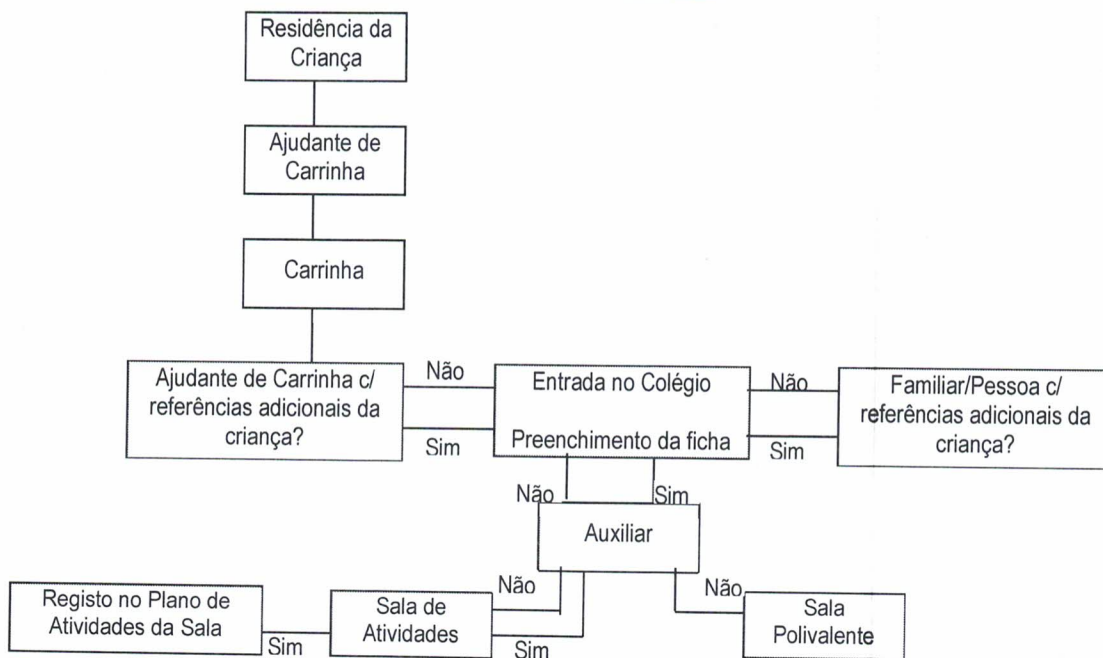 Residência da
Criança
Ajudante de
Carrinha
Carrinha
Ajudante de Carrinha c/
referências adicionais da
criança?
Não
Sim
Entrada no Colégio
Preenchimento da ficha
Não
Sim
Familiar/Pessoa c/
referências adicionais da
criança?
Não
Sim
Auxiliar
Não
Não
Registo no Plano de
Atividades da Sala
Sim
Sala de
Atividades
Sim
Sala
Polivalente